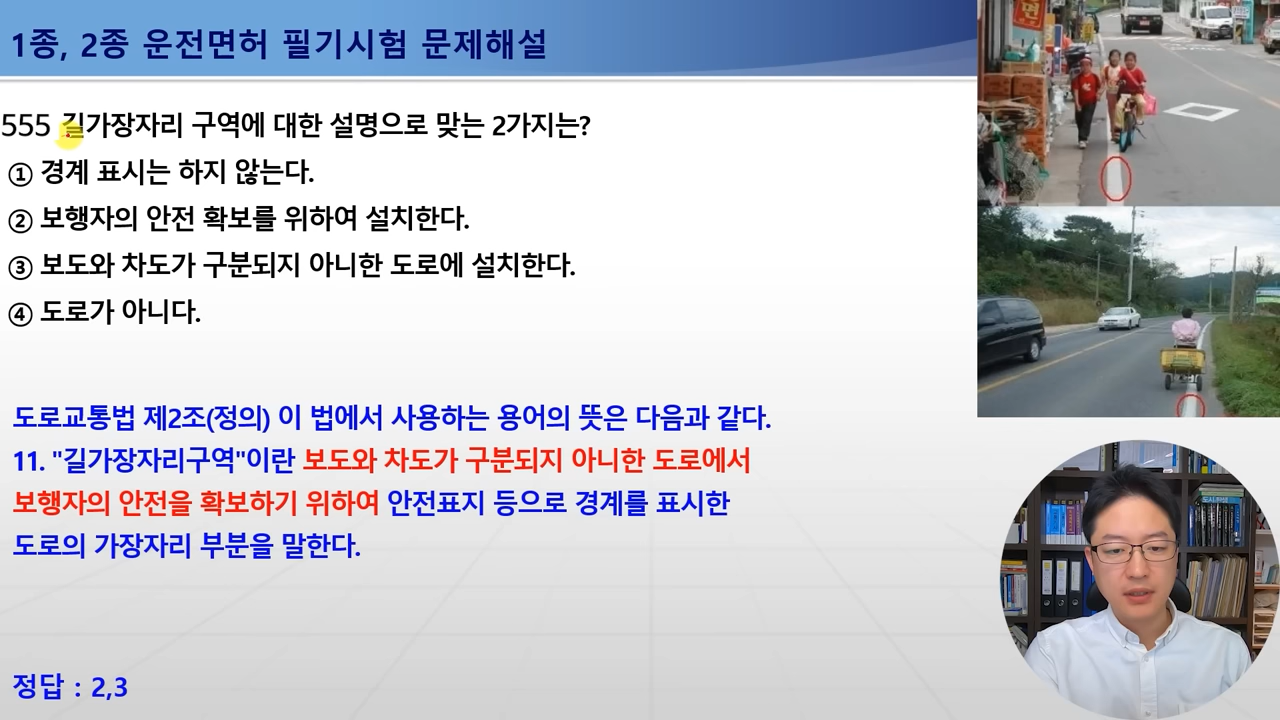 1종, 2종 운전면허 필기시험 문제해설
555 길가장자리 구역에 대한 설명으로 맞는 2가지는?
① 경계 표시는 하지 않는다.
② 보행자의 안전 확보를 위하여 설치한다.
③ 보도와 차도가 구분되지 아니한 도로에 설치한다.
④ 도로가 아니다.
도로교통법 제2조(정의) 이 법에서 사용하는 용어의 뜻은 다음과 같다.
11. "길가장자리구역"이란 보도와 차도가 구분되지 아니한 도로에서
보행자의 안전을 확보하기 위하여 안전표지 등으로 경계를 표시한
도로의 가장자리 부분을 말한다.
정답 : 2,3